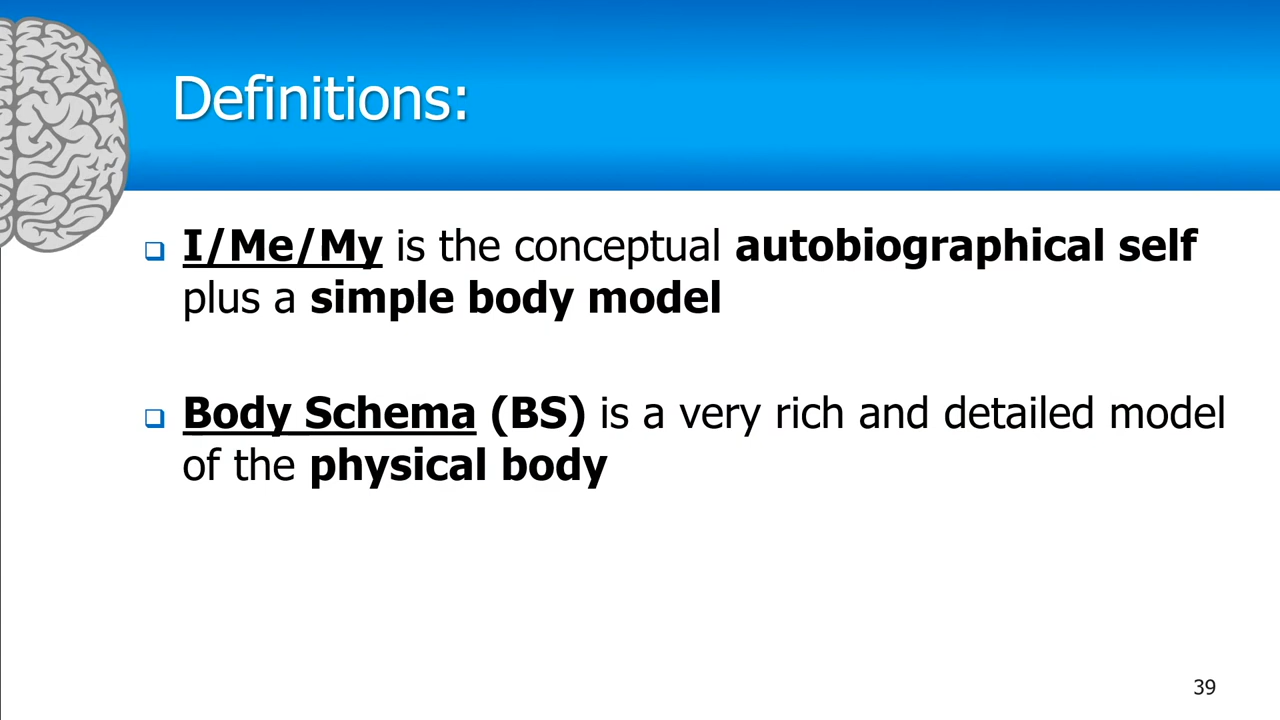 Definitions:
I/Me/My is the conceptual autobiographical self
plus a simple body model
Body Schema (BS) is a very rich and detailed model
of the physical body
39